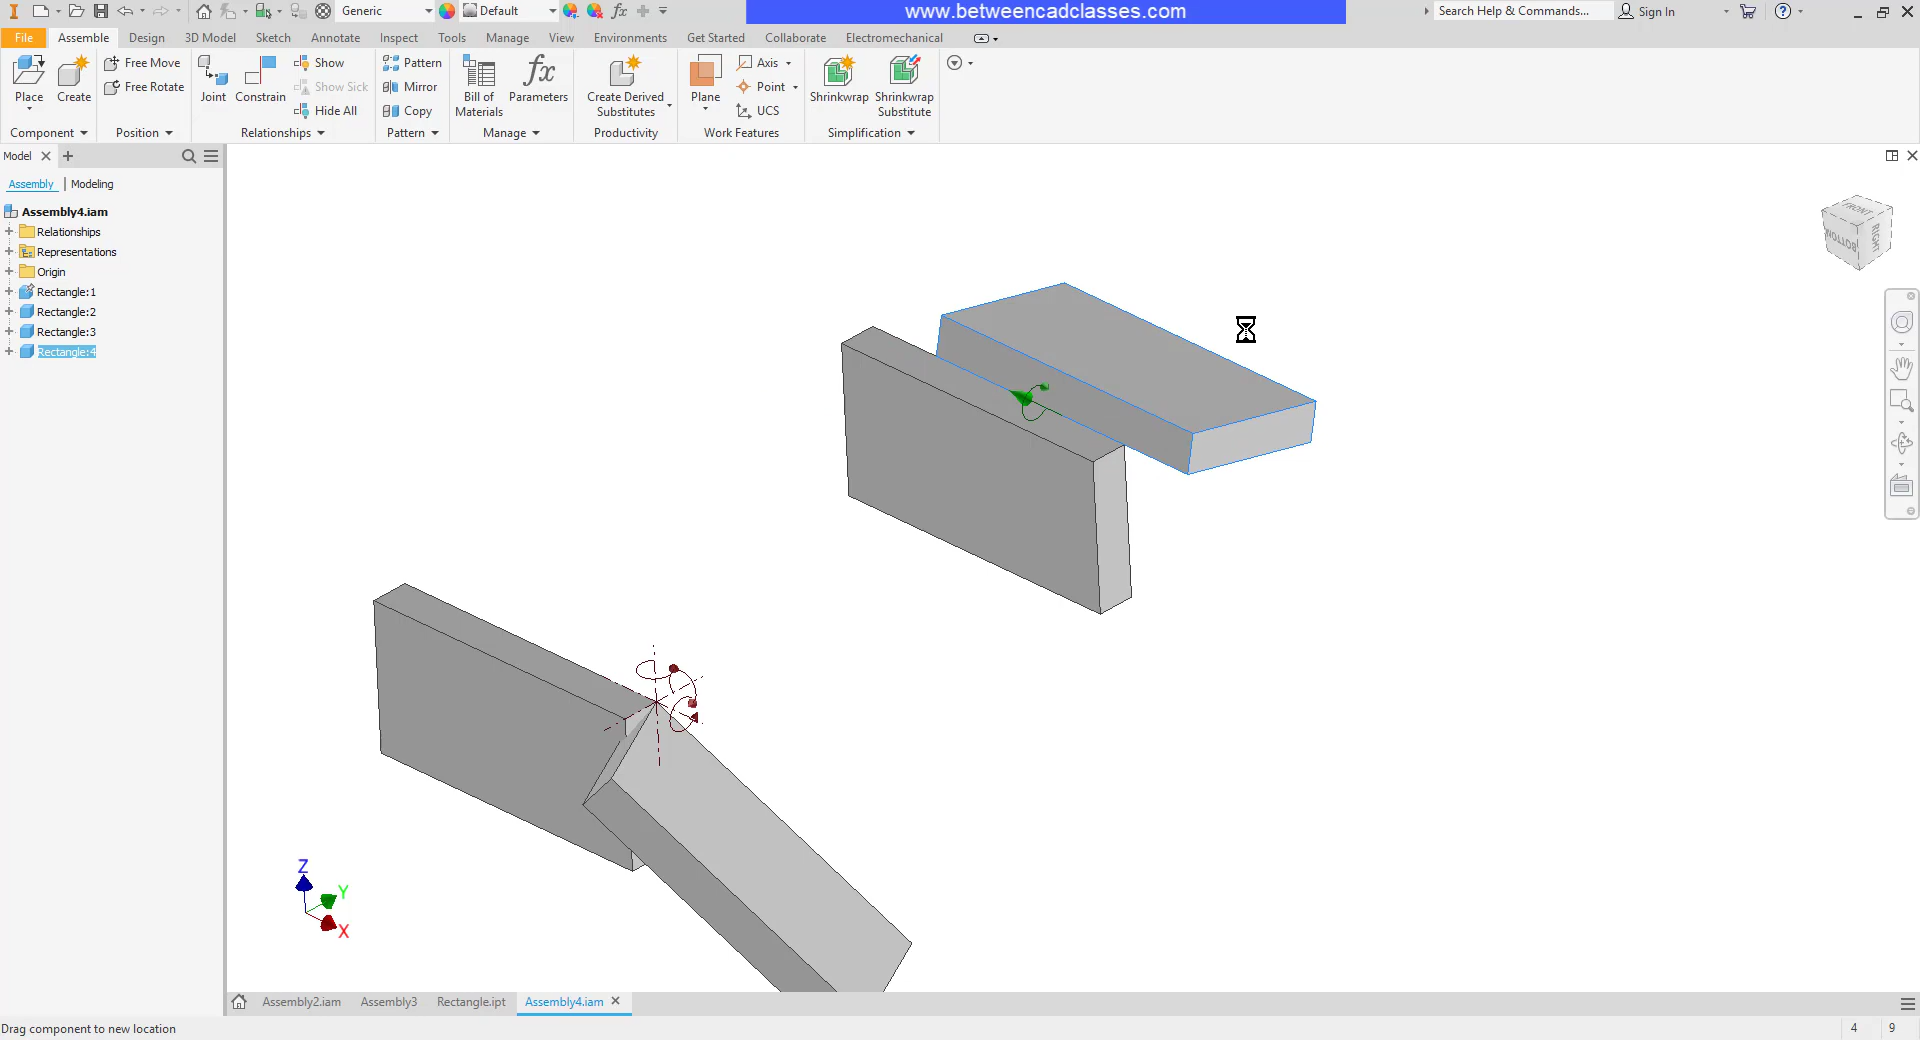 Generic
Default
fx
www.betweencadclasses.com
Search Help & Commands...
Sign In
File
Assemble
Design
3D Model
Sketch
Annotate
Inspect
Tools
Manage
View
Environments
Get Started
Collaborate
Electromechanical
Place
Create
Free Move
Free Rotate
Joint
Constrain
Show
Show Sick
Hide All
Pattern
Mirror
Copy
Bill of
Materials
fx
Parameters
Create Derived
Substitutes
Plane
Axis
Point
UCS
Shrinkwrap
Shrinkwrap
Substitute
Component
Position
Relationships
Pattern
Manage
Productivity
Work Features
Simplification
Model
Assembly
Modeling
Assembly4.iam
Relationships
Representations
Origin
Rectangle:1
Rectangle:2
Rectangle:3
Rectangle:4
FRONT
RIGHT
BOTTOM
Z
Y
X
Assembly2.iam
Assembly3
Rectangle.ipt
Assembly4.iam
Drag component to new location
4
9